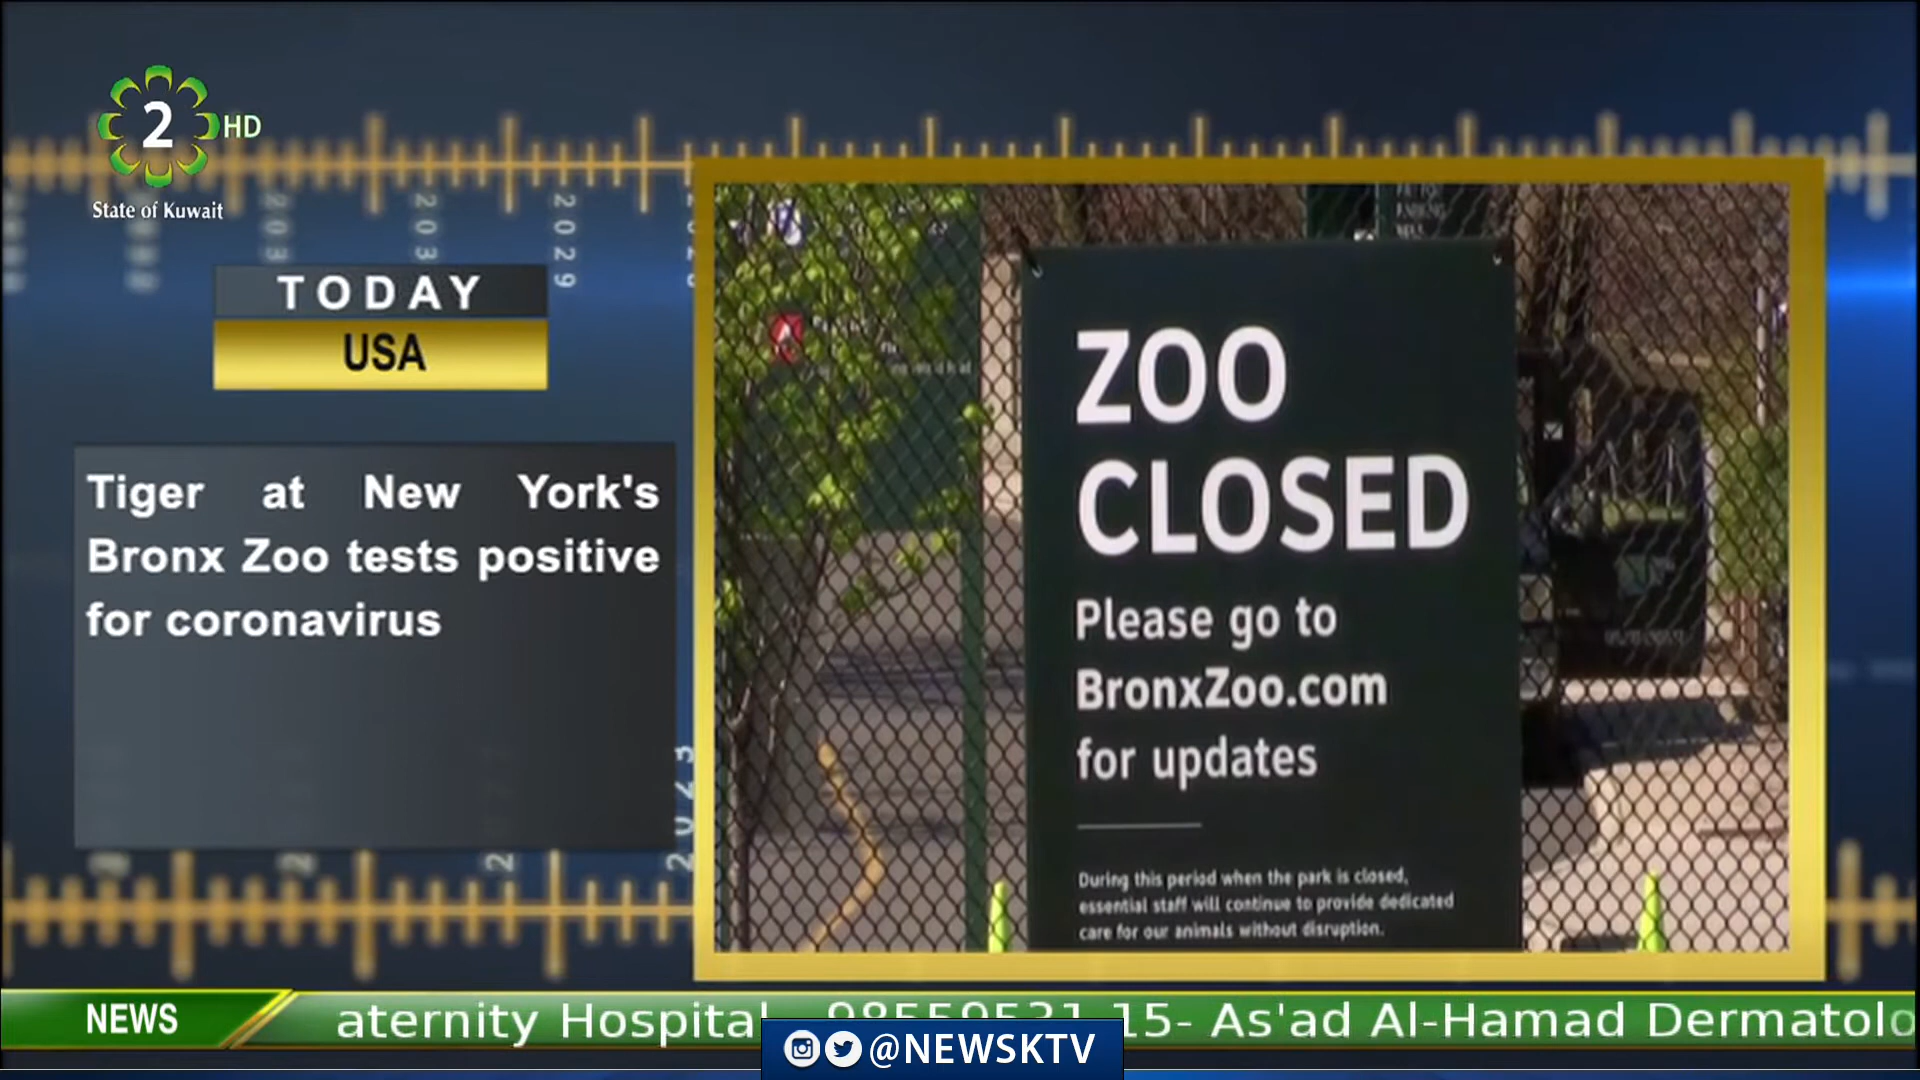 2 HD
State of Kuwait
TODAY
USA
Tiger at New York's
Bronx Zoo tests positive
for coronavirus
ZOO
CLOSED
Please go to
BronxZoo.com
for updates
During this period when the park is closed,
essential staff will continue to provide dedicated
care for our animals without disruption.
NEWS
aternity Hospital 15- As'ad Al-Hamad Dermatolo
@NEWSKTV